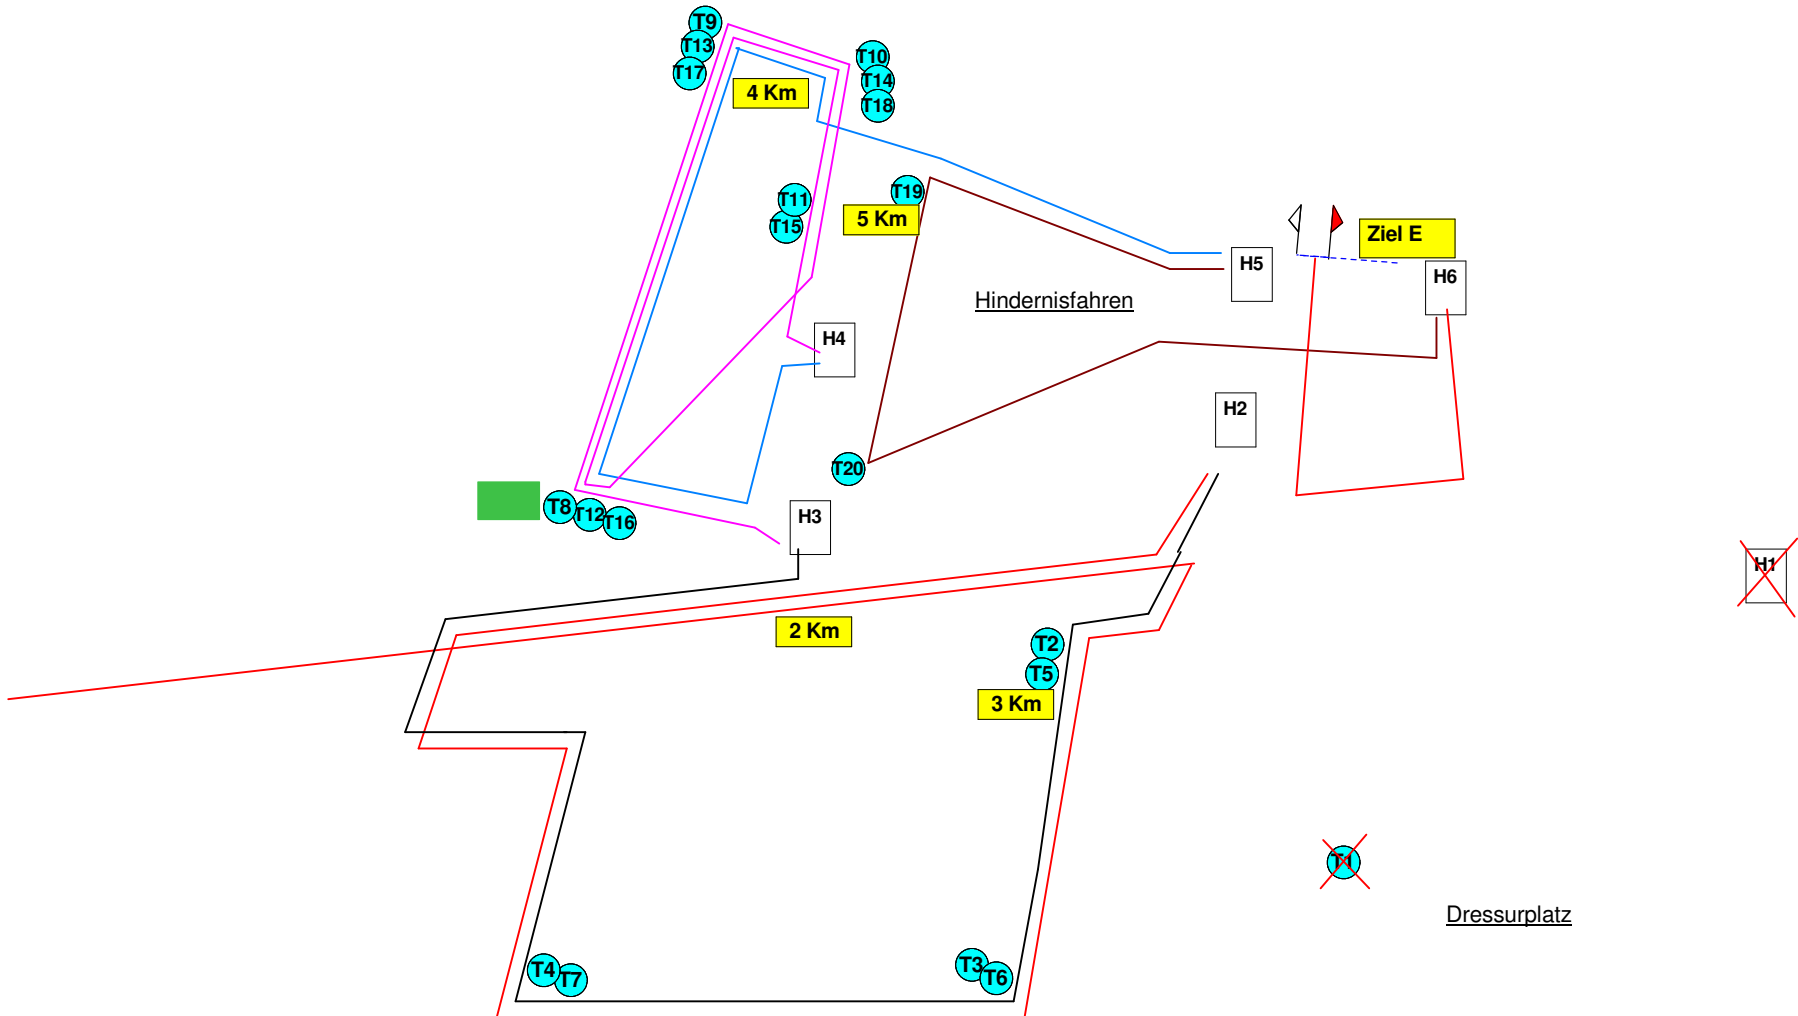 T9
T13
T17
T10
T14
T18
4 Km
T11
T15
T19
5 Km
Ziel E
H5
H6
Hindernisfahren
H4
H2
T20
T8
T12
T16
H3
H1
2 Km
T2
T5
3 Km
T1
Dressurplatz
T4
T7
T3
T6